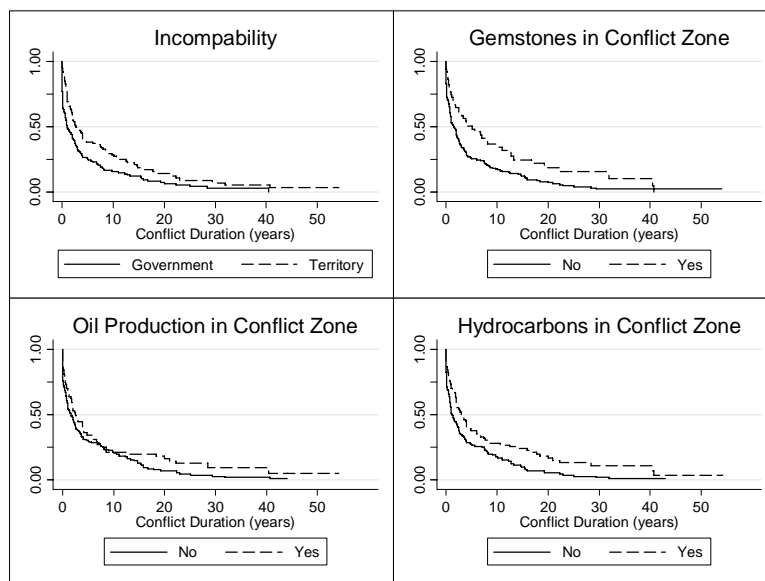 Incompability
1.00
0.50
0.00
0 10 20 30 40 50
Conflict Duration (years)
Government Territory
Gemstones in Conflict Zone
1.00
0.50
0.00
0 10 20 30 40 50
Conflict Duration (years)
No Yes
Oil Production in Conflict Zone
1.00
0.50
0.00
0 10 20 30 40 50
Conflict Duration (years)
No Yes
Hydrocarbons in Conflict Zone
1.00
0.50
0.00
0 10 20 30 40 50
Conflict Duration (years)
No Yes